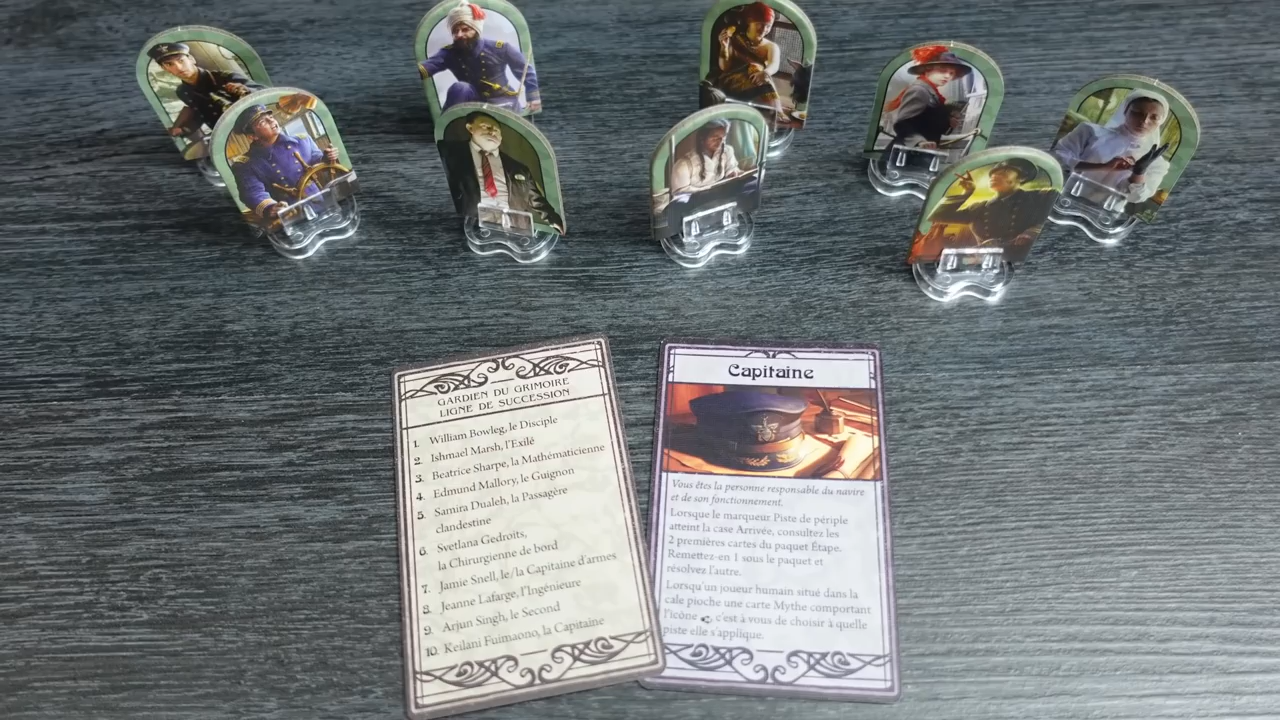 GARDIEN DU GRIMOIRE
LIGNE DE SUCCESSION
1. William Bowleg, le Disciple
2. Ishmael Marsh, l'Exilé
3. Beatrice Sharpe, la Mathématicienne
4. Edmund Mallory, le Guignon
5. Samira Dualeh, la Passagère
clandestine
6. Svetlana Gedroits,
la Chirurgienne de bord
7. Jamie Snell, le/la Capitaine d'armes
8. Jeanne Lafarge, l'Ingénieure
9. Arjun Singh, le Second
10. Keilani Fuimaono, la Capitaine
Capitaine
Vous êtes la personne responsable du navire
et de son fonctionnement.
Lorsque le marqueur Piste de périple
atteint la case Arrivée, consultez les
2 premières cartes du paquet Étape.
Remettez-en 1 sous le paquet et
résolvez l'autre.
Lorsqu'un joueur humain situé dans la
cale pioche une carte Mythe comportant
l'icône , c'est à vous de choisir à quelle
piste elle s'applique.